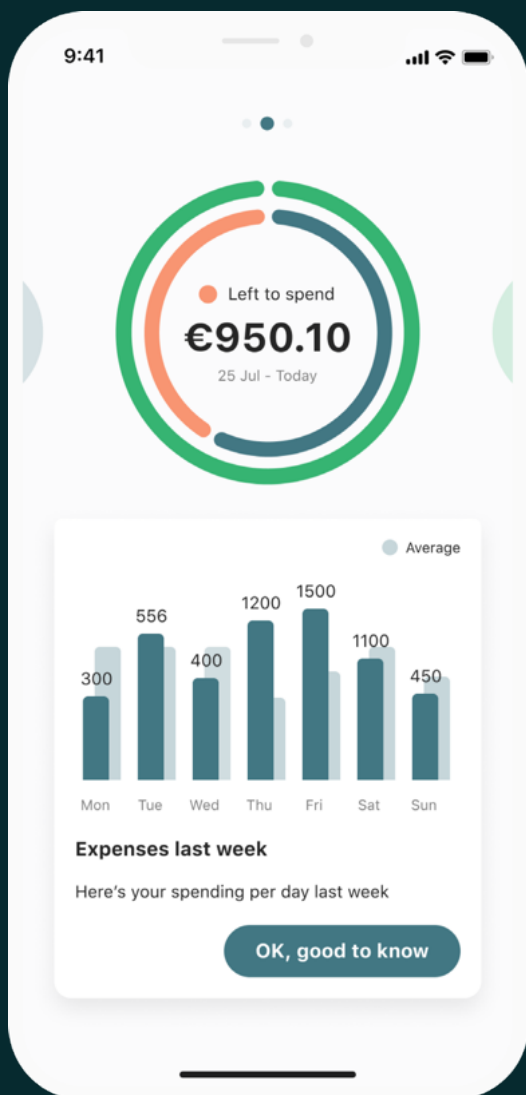 9:41
Left to spend
€950.10
25 Jul - Today
Average
300 556 400 1200 1500 1100 450
Mon Tue Wed Thu Fri Sat Sun
Expenses last week
Here's your spending per day last week
OK, good to know